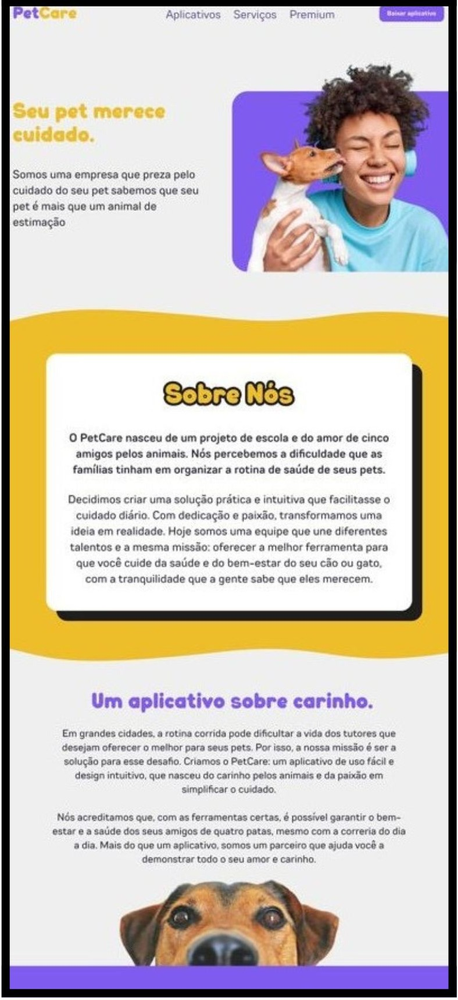 PetCare
Aplicativos Serviços Premium
Baixar aplicativo
Seu pet merece
cuidado.
Somos uma empresa que preza pelo
cuidado do seu pet sabemos que seu
pet é mais que um animal de
estimação
Sobre Nós
O PetCare nasceu de um projeto de escola e do amor de cinco
amigos pelos animais. Nós percebemos a dificuldade que as
famílias tinham em organizar a rotina de saúde de seus pets.
Decidimos criar uma solução prática e intuitiva que facilitasse o
cuidado diário. Com dedicação e paixão, transformamos uma
ideia em realidade. Hoje somos uma equipe que une diferentes
talentos e a mesma missão: oferecer a melhor ferramenta para
que você cuide da saúde e do bem-estar do seu cão ou gato,
com a tranquilidade que a gente sabe que eles merecem.
Um aplicativo sobre carinho.
Em grandes cidades, a rotina corrida pode dificultar a vida dos tutores que
desejam oferecer o melhor para seus pets. Por isso, a nossa missão é ser a
solução para esse desafio. Criamos o PetCare: um aplicativo de uso fácil e
design intuitivo, que nasceu do carinho pelos animais e da paixão em
simplificar o cuidado.
Nós acreditamos que, com as ferramentas certas, é possível garantir o bem-
estar e a saúde dos seus amigos de quatro patas, mesmo com a correria do dia
a dia. Mais do que um aplicativo, somos um parceiro que ajuda você a
demonstrar todo o seu amor e carinho.